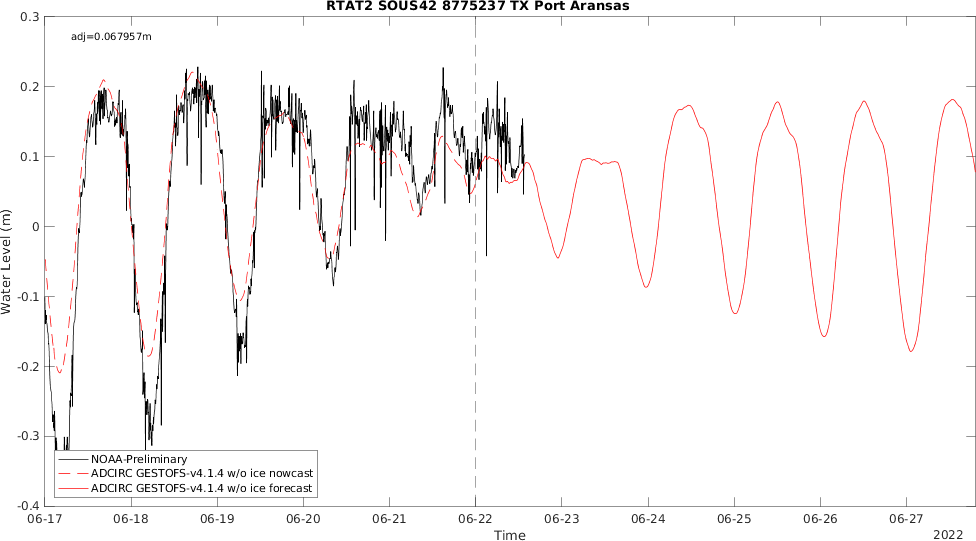 RTAT2 SOUS42 8775237 TX Port Aransas
adj=0.067957m
0.3
0.2
0.1
0
-0.1
-0.2
-0.3
-0.4
Water Level (m)
NOAA-Preliminary
ADCIRC GESTOFS-v4.1.4 w/o ice nowcast
ADCIRC GESTOFS-v4.1.4 w/o ice forecast
06-17 06-18 06-19 06-20 06-21 06-22 06-23 06-24 06-25 06-26 06-27
Time
2022